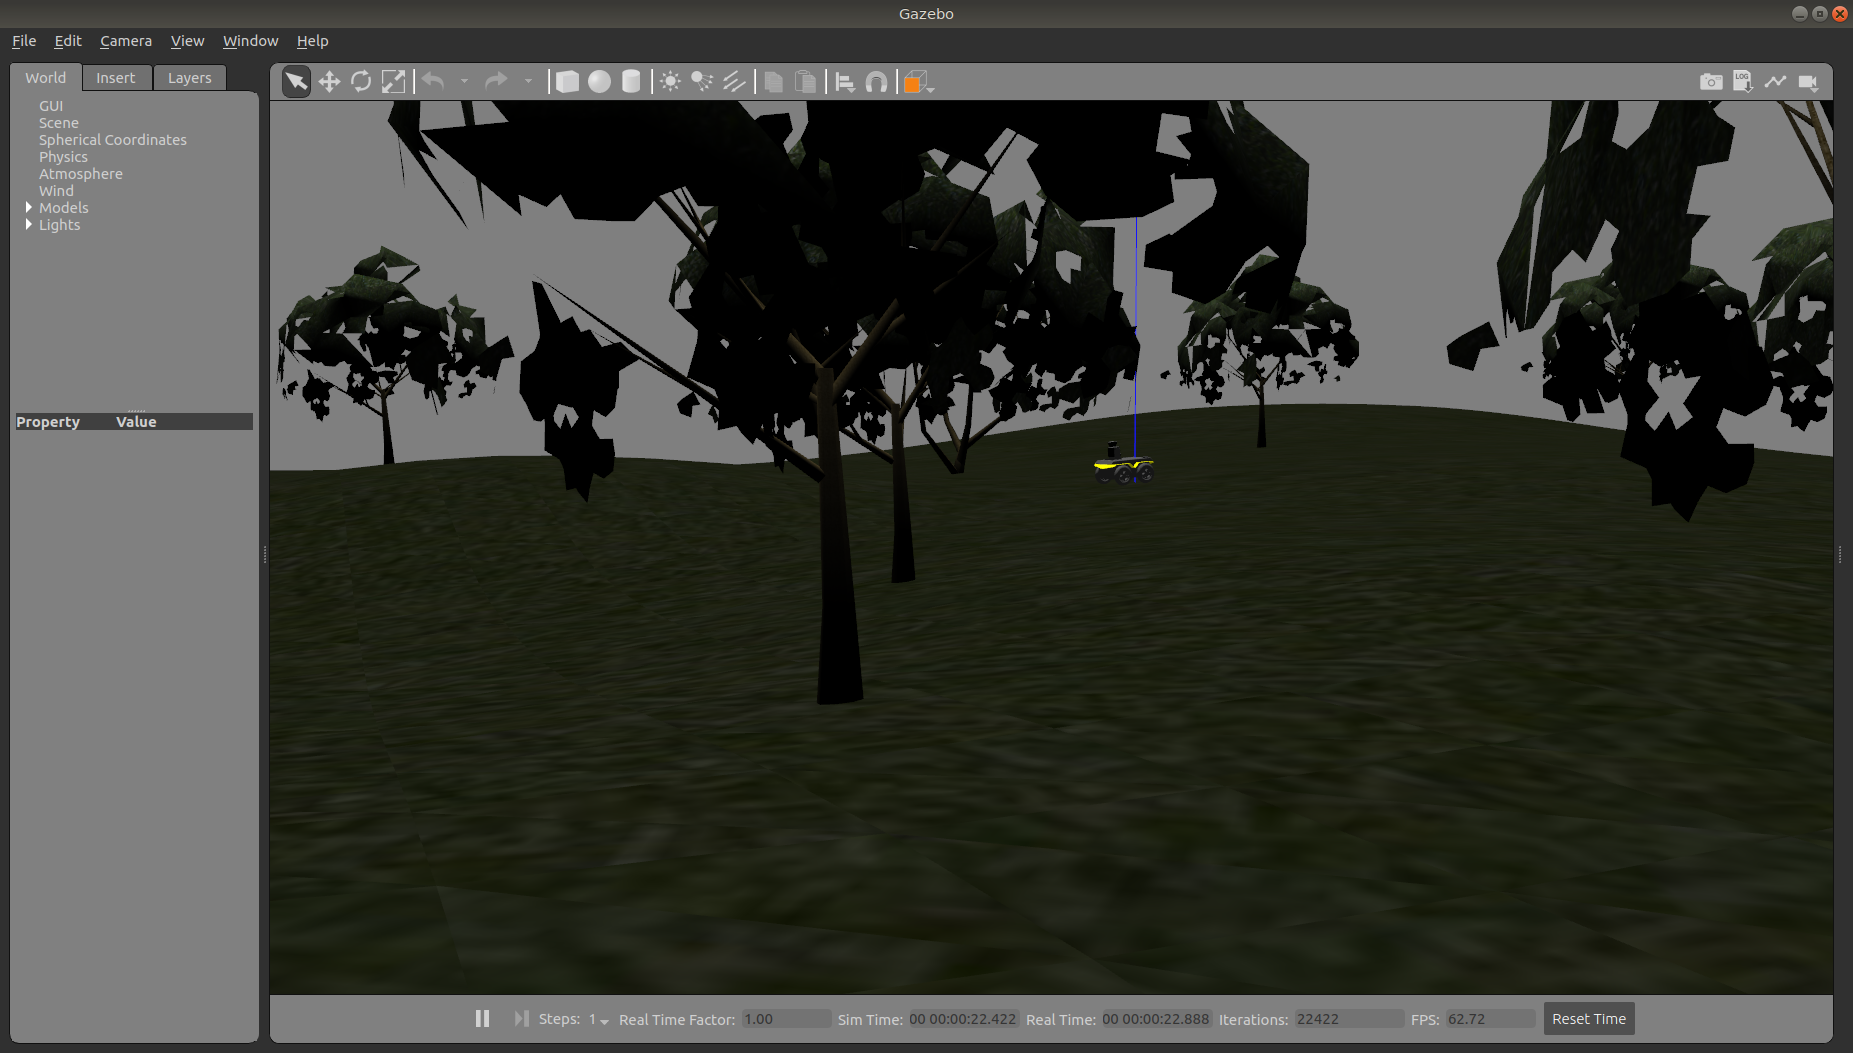 Gazebo
File Edit Camera View Window Help
World Insert Layers
LOG
GUI
Scene
Spherical Coordinates
Physics
Atmosphere
Wind
Models
Lights
Property Value
Steps: 1 Real Time Factor: 1.00 Sim Time: 00 00:00:22.422 Real Time: 00 00:00:22.888 Iterations: 22422 FPS: 62.72 Reset Time